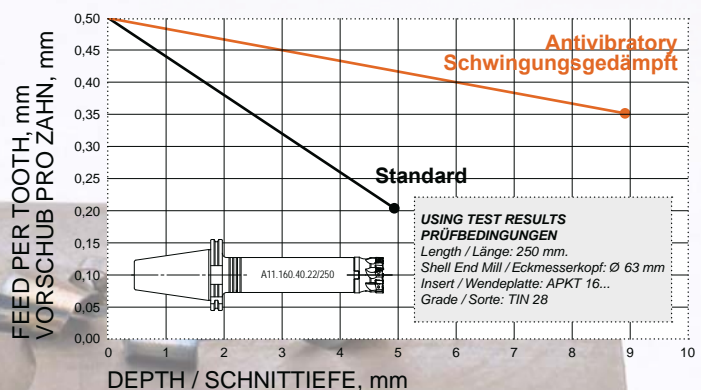 FEED PER TOOTH, mm
VORSCHUB PRO ZAHN, mm
0,50
0,40
0,35
0,30
0,25
0,20
0,15
0,10
0,05
0,00
Antivibratory
Schwingungsgedämpft
Standard
A11.160.40.22/250
USING TEST RESULTS
PRÜFBEDINGUNGEN
Length / Länge: 250 mm.
Shell End Mill / Eckmesserkopf: Ø 63 mm
Insert / Wendeplatte: APKT 16...
Grade / Sorte: TIN 28
0 1 2 3 4 5 6 7 8 9 10
DEPTH / SCHNITTIEFE, mm